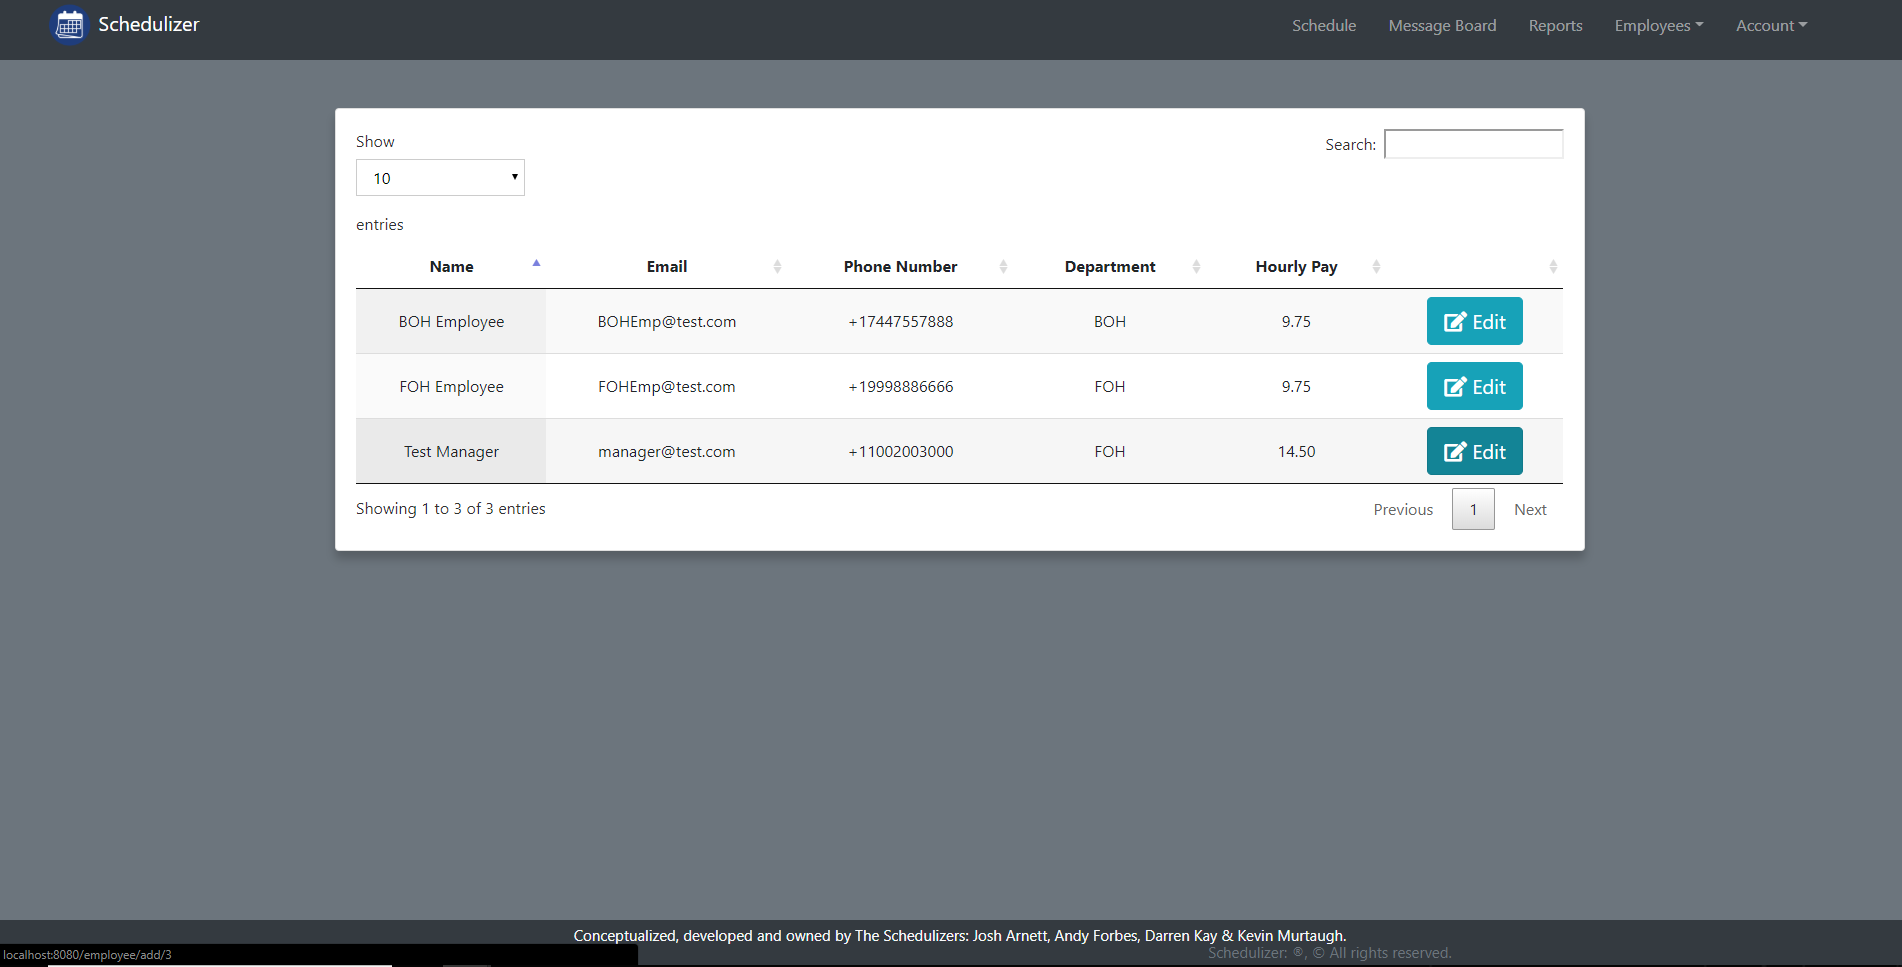 Schedulizer Schedule Message Board Reports Employees Account
Show Search:
10
entries
Name Email Phone Number Department Hourly Pay
BOH Employee BOHEmp@test.com +17447557888 BOH 9.75 Edit
FOH Employee FOHEmp@test.com +19998886666 FOH 9.75 Edit
Test Manager manager@test.com +11002003000 FOH 14.50 Edit
Showing 1 to 3 of 3 entries Previous 1 Next
Conceptualized, developed and owned by The Schedulizers: Josh Arnett, Andy Forbes, Darren Kay & Kevin Murtaugh.
Schedulizer: ®, © All rights reserved.
localhost:8080/employee/add/3